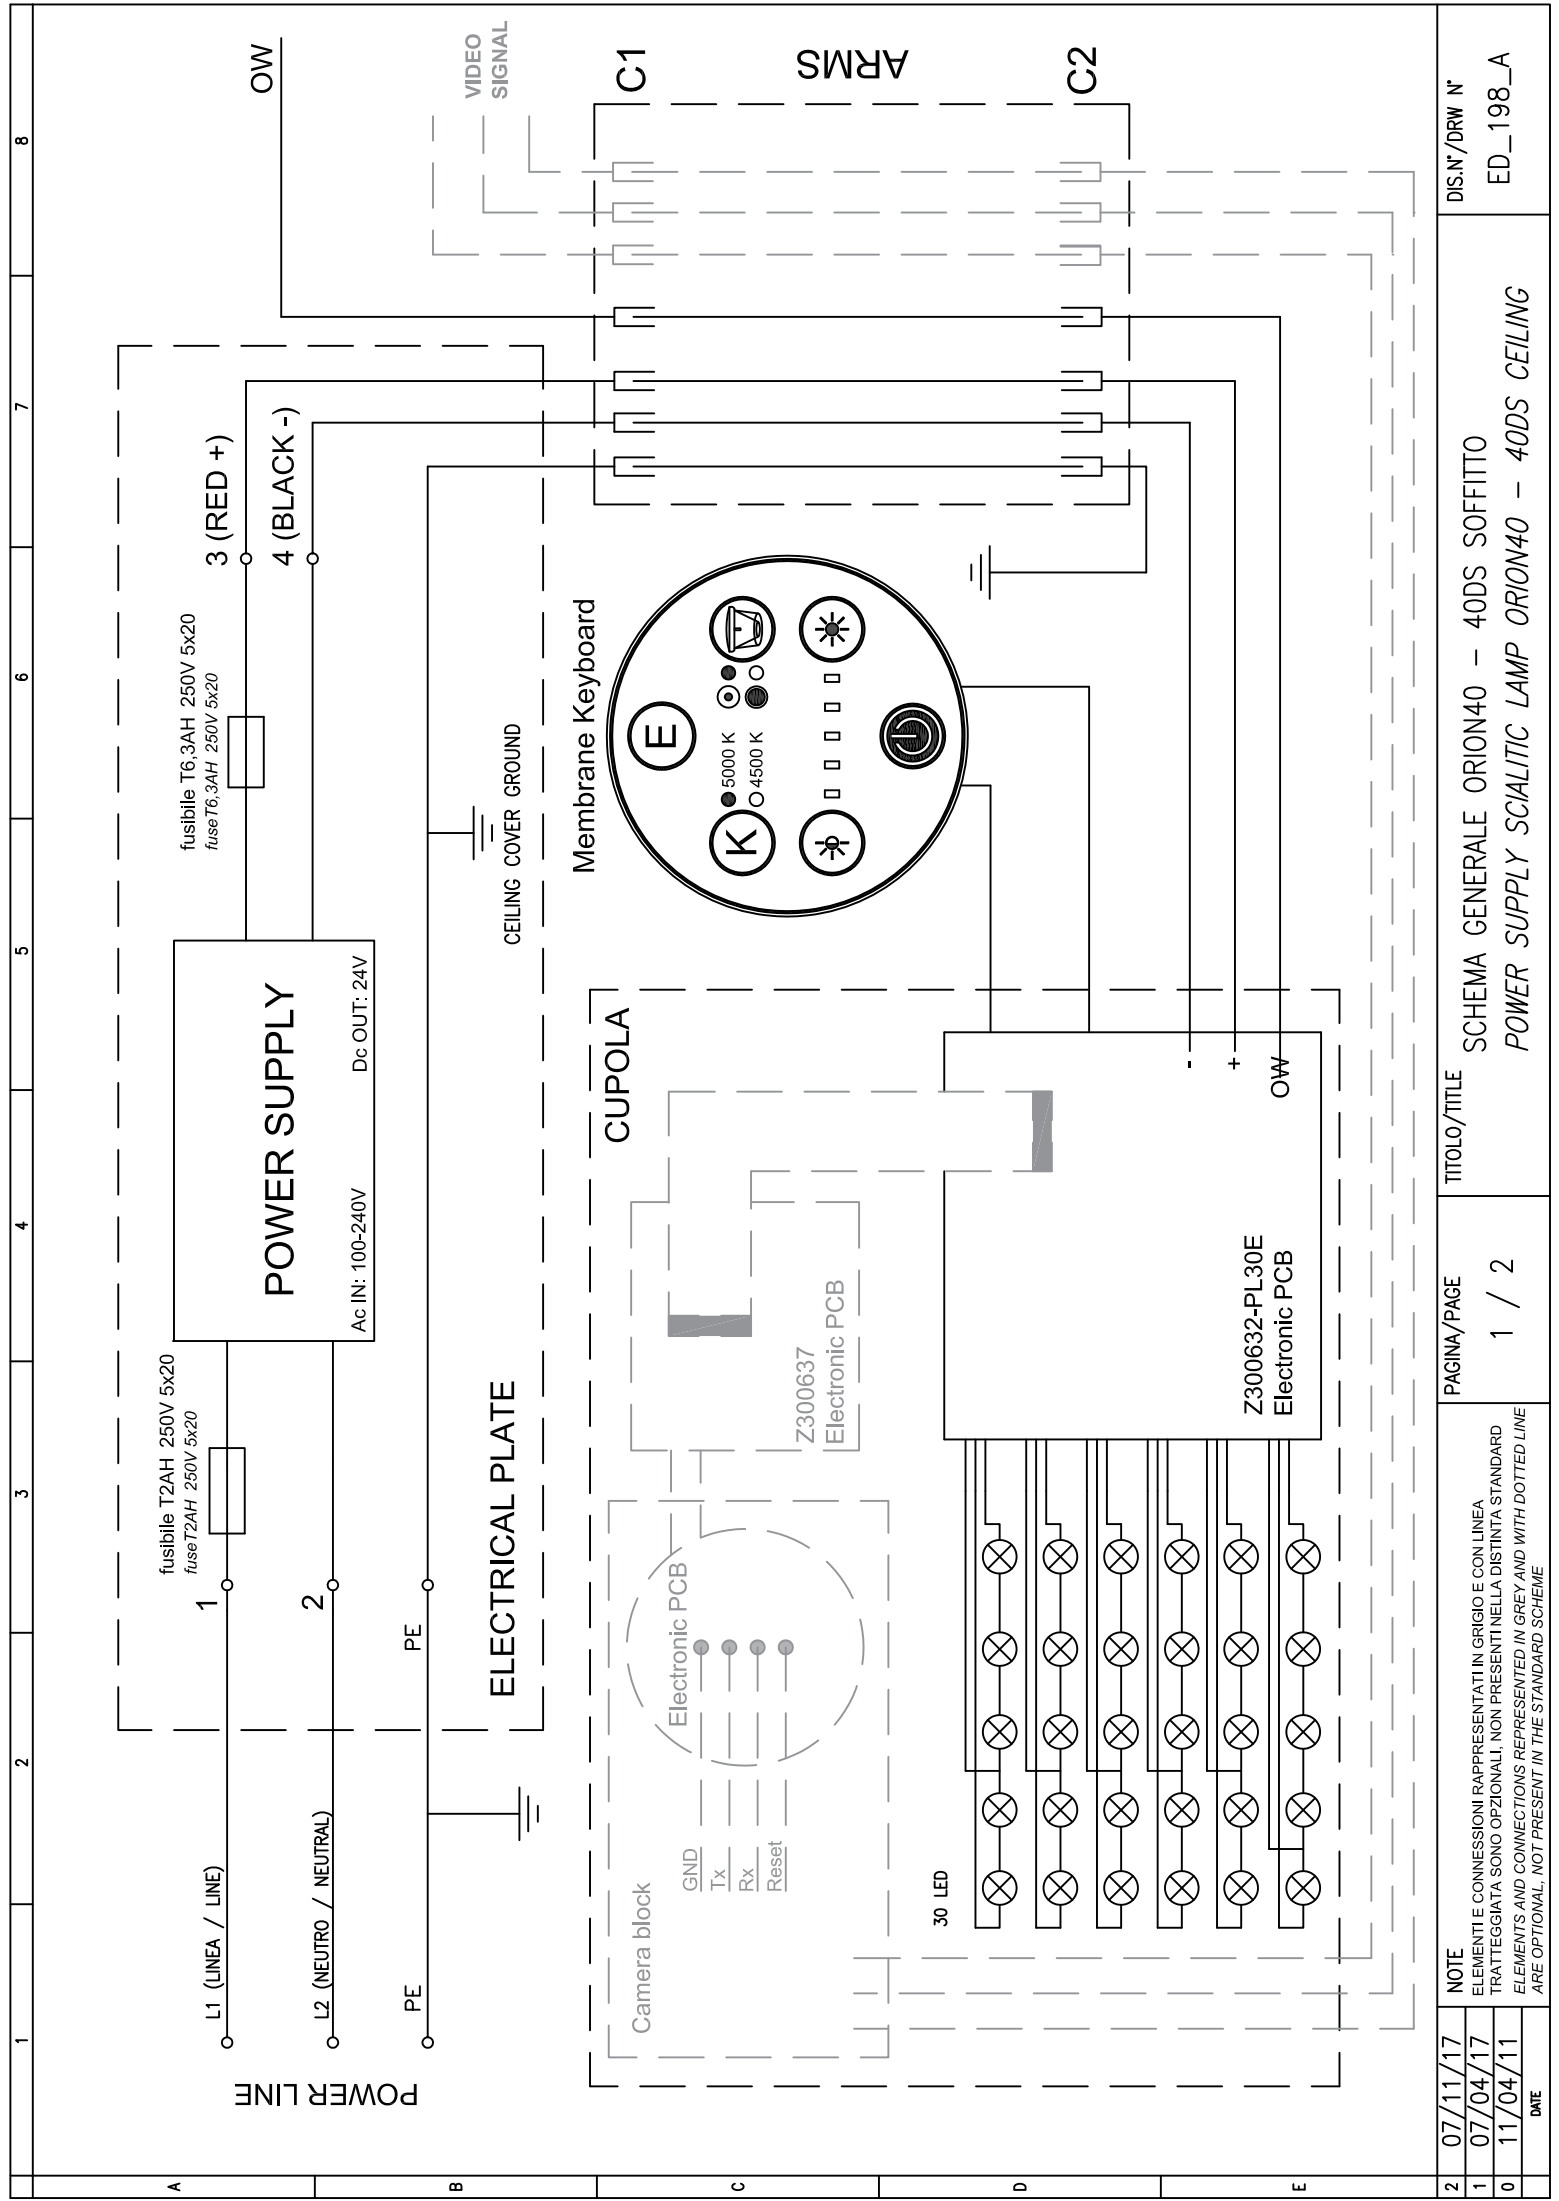 1
2
3
4
5
6
7
8
A
B
C
D
E
POWER LINE
L1 (LINEA / LINE)
L2 (NEUTRO / NEUTRAL)
PE
1
2
PE
fusibile T2AH 250V 5x20
fuse T2AH 250V 5x20
POWER SUPPLY
Ac IN: 100-240V
Dc OUT: 24V
fusibile T6,3AH 250V 5x20
fuse T6,3AH 250V 5x20
3 (RED +)
4 (BLACK -)
OW
ELECTRICAL PLATE
CEILING COVER GROUND
VIDEO
SIGNAL
C1
ARMS
C2
Membrane Keyboard
E
K
5000 K
4500 K
CUPOLA
Camera block
GND
Tx
Rx
Reset
Electronic PCB
Z300637
Electronic PCB
30 LED
Z300632-PL30E
Electronic PCB
-
+
OW
2 07/11/17
1 07/04/17
0 11/04/11
DATE
NOTE
ELEMENTI E CONNESSIONI RAPPRESENTATI IN GRIGIO E CON LINEA
TRATTEGGIATA SONO OPZIONALI, NON PRESENTI NELLA DISTINTA STANDARD
ELEMENTS AND CONNECTIONS REPRESENTED IN GREY AND WITH DOTTED LINE
ARE OPTIONAL, NOT PRESENT IN THE STANDARD SCHEME
PAGINA/PAGE
1 / 2
TITOLO/TITLE
SCHEMA GENERALE ORION40 - 40DS SOFFITTO
POWER SUPPLY SCIALITIC LAMP ORION40 - 40DS CEILING
DIS.N°/DRW N°
ED_198_A